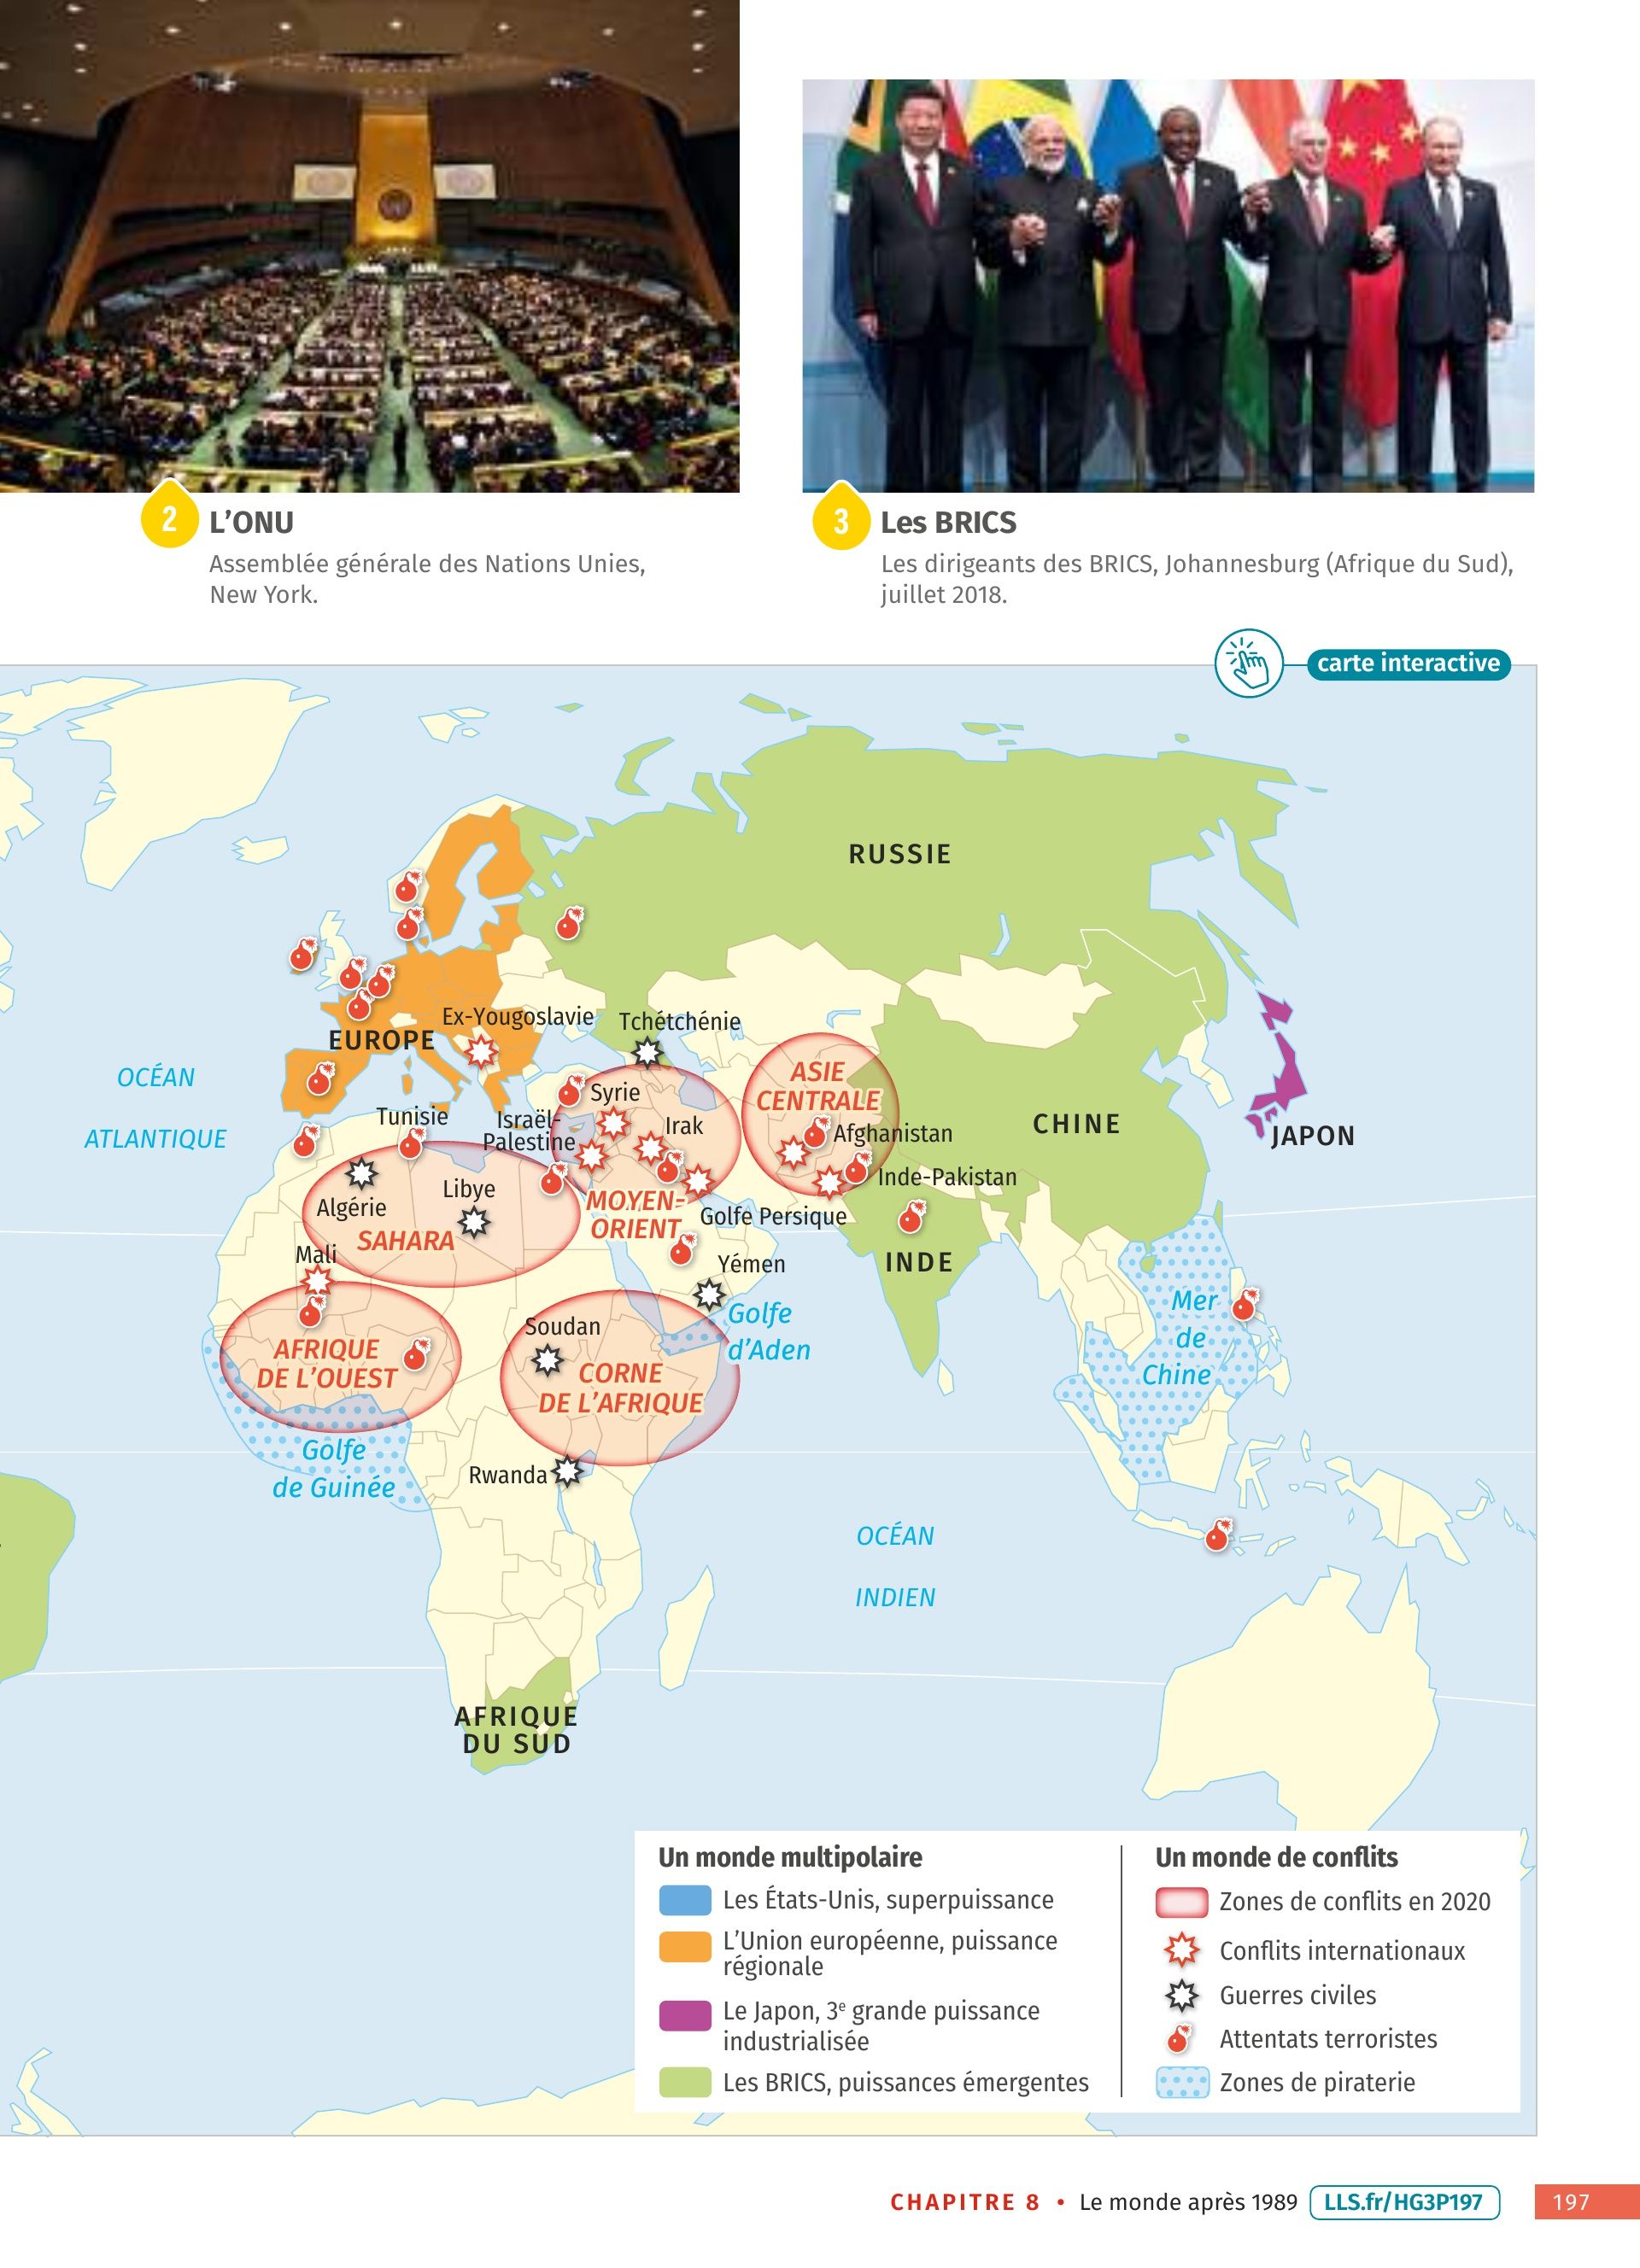 2
L'ONU
Assemblée générale des Nations Unies,
New York.
3
Les BRICS
Les dirigeants des BRICS, Johannesburg (Afrique du Sud),
juillet 2018.
carte interactive
RUSSIE
Ex-Yougoslavie
Tchétchénie
EUROPE
OCÉAN
ATLANTIQUE
ASIE
CENTRALE
Syrie
Tunisie
Israël-
Palestine
Irak
Afghanistan
CHINE
JAPON
Inde-Pakistan
Algérie
Libye
MOYEN-
ORIENT
Golfe Persique
SAHARA
Mali
Yémen
INDE
Golfe
d'Aden
Mer
de
Chine
Soudan
AFRIQUE
DE L'OUEST
CORNE
DE L'AFRIQUE
Golfe
de Guinée
Rwanda
OCÉAN
INDIEN
AFRIQUE
DU SUD
Un monde multipolaire
Les États-Unis, superpuissance
L'Union européenne, puissance
régionale
Le Japon, 3e grande puissance
industrialisée
Les BRICS, puissances émergentes
Un monde de conflits
Zones de conflits en 2020
Conflits internationaux
Guerres civiles
Attentats terroristes
Zones de piraterie
CHAPITRE 8 • Le monde après 1989 LLS.fr/HG3P197 197